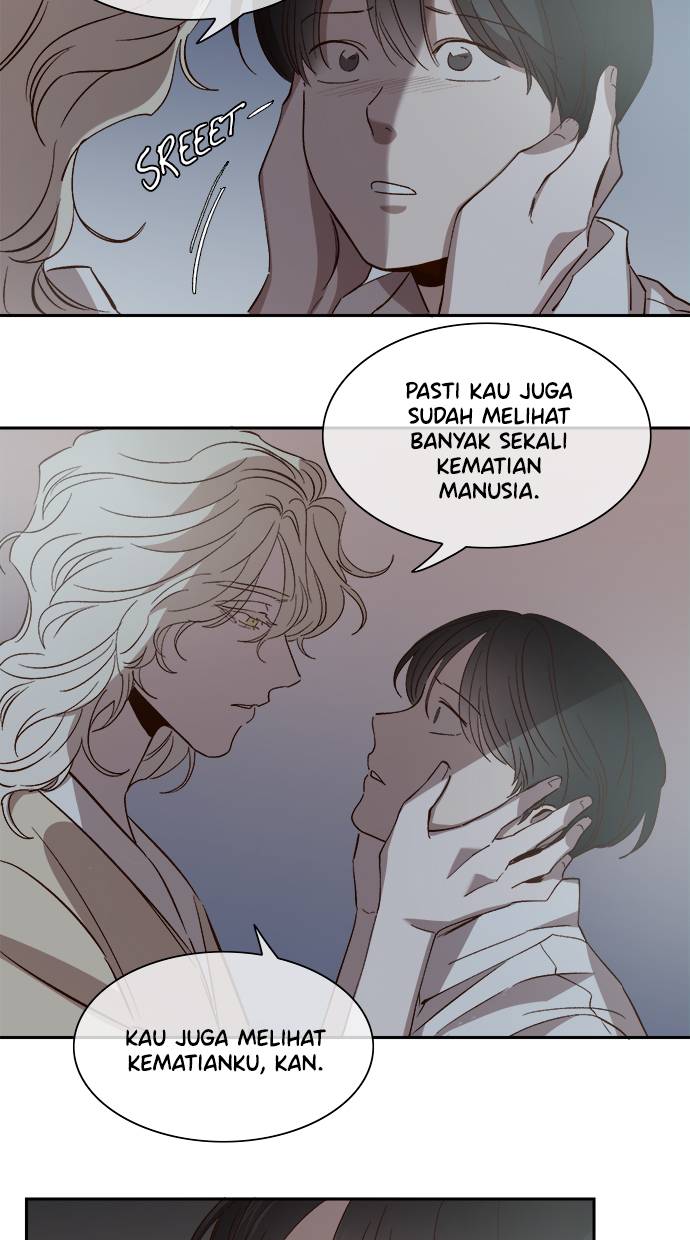 SREEET-
PASTI KAU JUGA
SUDAH MELIHAT
BANYAK SEKALI
KEMATIAN
MANUSIA.
KAU JUGA MELIHAT
KEMATIANKU, KAN.